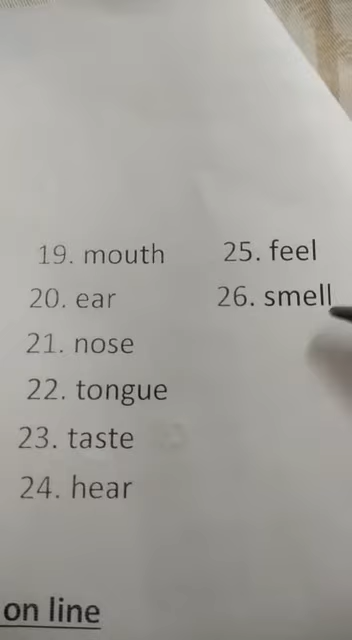 19. mouth
20. ear
21. nose
22. tongue
23. taste
24. hear
25. feel
26. smell
on line